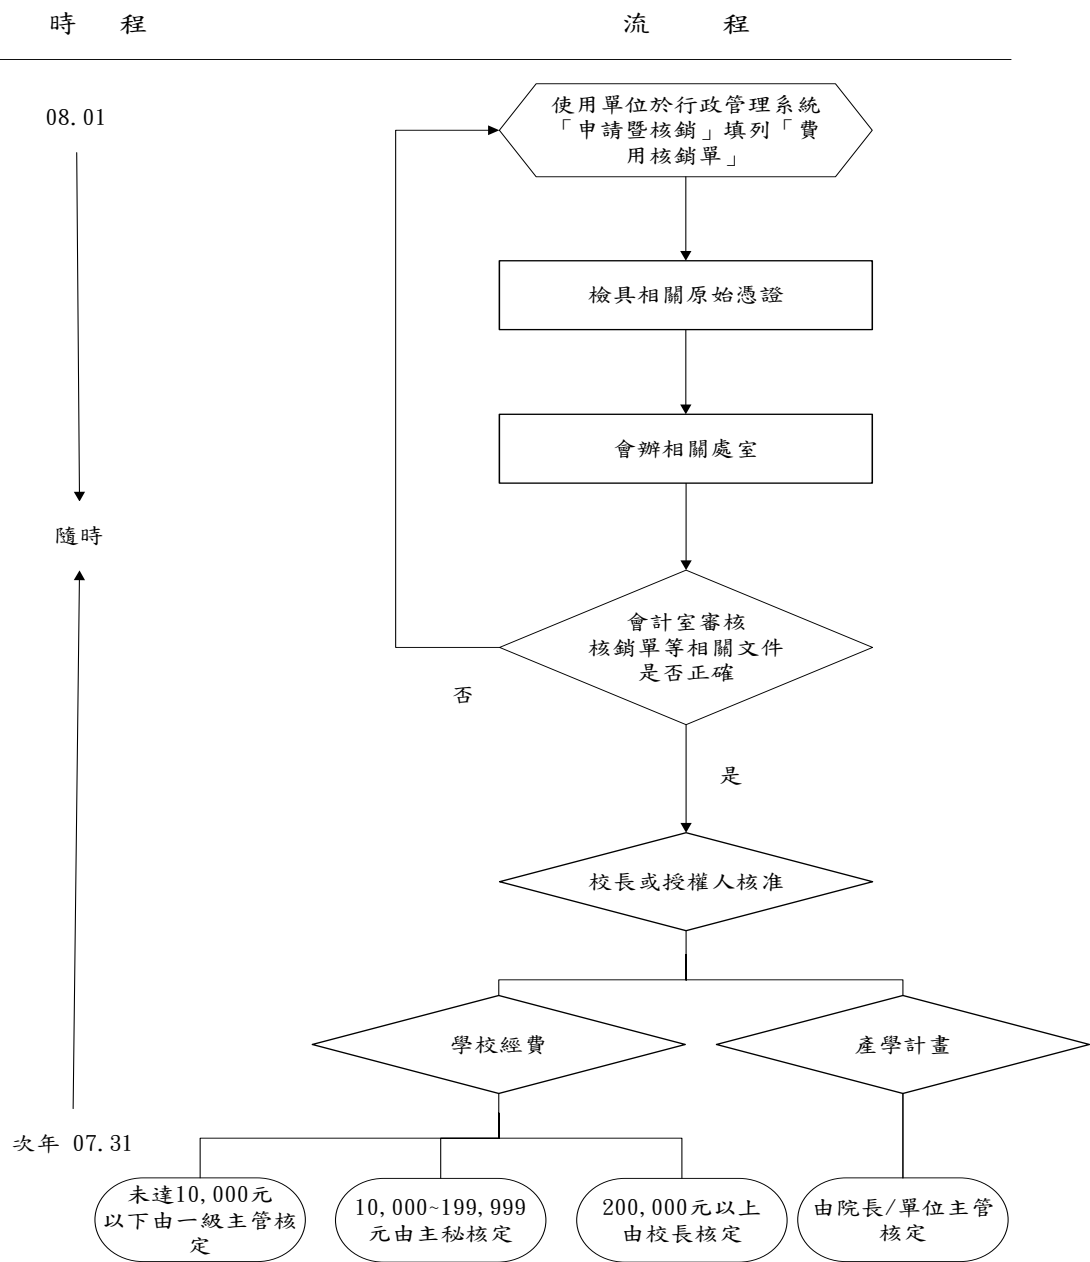 時 程
流 程
08.01
使用單位於行政管理系統
「申請暨核銷」填列「費
用核銷單」
檢具相關原始憑證
會辦相關處室
隨時
會計室審核
核銷單等相關文件
是否正確
否
是
校長或授權人核准
學校經費
產學計畫
次年 07.31
未達10,000元
以下由一級主管核
定
10,000~199,999
元由主秘核定
200,000元以上
由校長核定
由院長/單位主管
核定